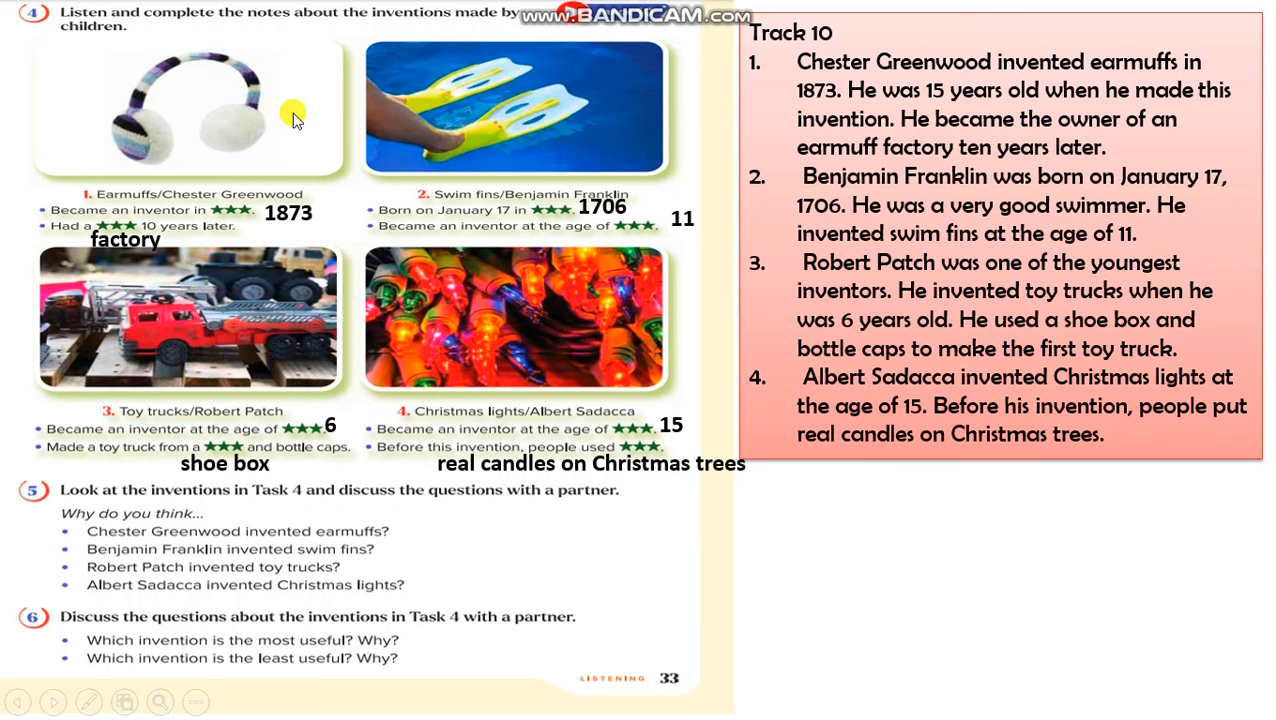 4 Listen and complete the notes about the inventions made by
children.
www.BANDICAM.com
1. Earmuffs/Chester Greenwood
• Became an inventor in ★★★. 1873
• Had a ★★★ 10 years later.
factory
2. Swim fins/Benjamin Franklin
• Born on January 17 in ★★★. 1706
• Became an inventor at the age of ★★★. 11
3. Toy trucks/Robert Patch
• Became an inventor at the age of ★★★. 6
• Made a toy truck from a ★★★ and bottle caps.
shoe box
4. Christmas lights/Albert Sadacca
• Became an inventor at the age of ★★★. 15
• Before this invention, people used ★★★.
real candles on Christmas trees
5 Look at the inventions in Task 4 and discuss the questions with a partner.
Why do you think...
• Chester Greenwood invented earmuffs?
• Benjamin Franklin invented swim fins?
• Robert Patch invented toy trucks?
• Albert Sadacca invented Christmas lights?
6 Discuss the questions about the inventions in Task 4 with a partner.
• Which invention is the most useful? Why?
• Which invention is the least useful? Why?
LISTENING 33
Track 10
1. Chester Greenwood invented earmuffs in
1873. He was 15 years old when he made this
invention. He became the owner of an
earmuff factory ten years later.
2. Benjamin Franklin was born on January 17,
1706. He was a very good swimmer. He
invented swim fins at the age of 11.
3. Robert Patch was one of the youngest
inventors. He invented toy trucks when he
was 6 years old. He used a shoe box and
bottle caps to make the first toy truck.
4. Albert Sadacca invented Christmas lights at
the age of 15. Before his invention, people put
real candles on Christmas trees.